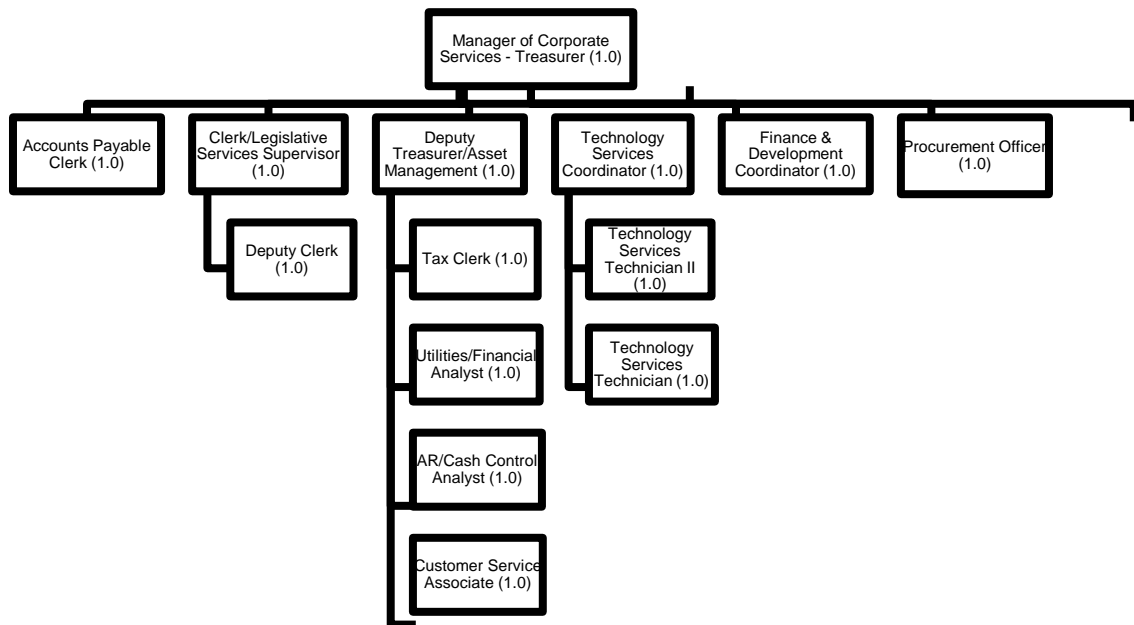 Manager of Corporate
Services - Treasurer (1.0)
Accounts Payable
Clerk (1.0)
Clerk/Legislative
Services Supervisor
(1.0)
Deputy
Treasurer/Asset
Management (1.0)
Technology
Services
Coordinator (1.0)
Finance &
Development
Coordinator (1.0)
Procurement Officer
(1.0)
Deputy Clerk
(1.0)
Tax Clerk (1.0)
Technology
Services
Technician II
(1.0)
Utilities/Financial
Analyst (1.0)
Technology
Services
Technician (1.0)
AR/Cash Control
Analyst (1.0)
Customer Service
Associate (1.0)